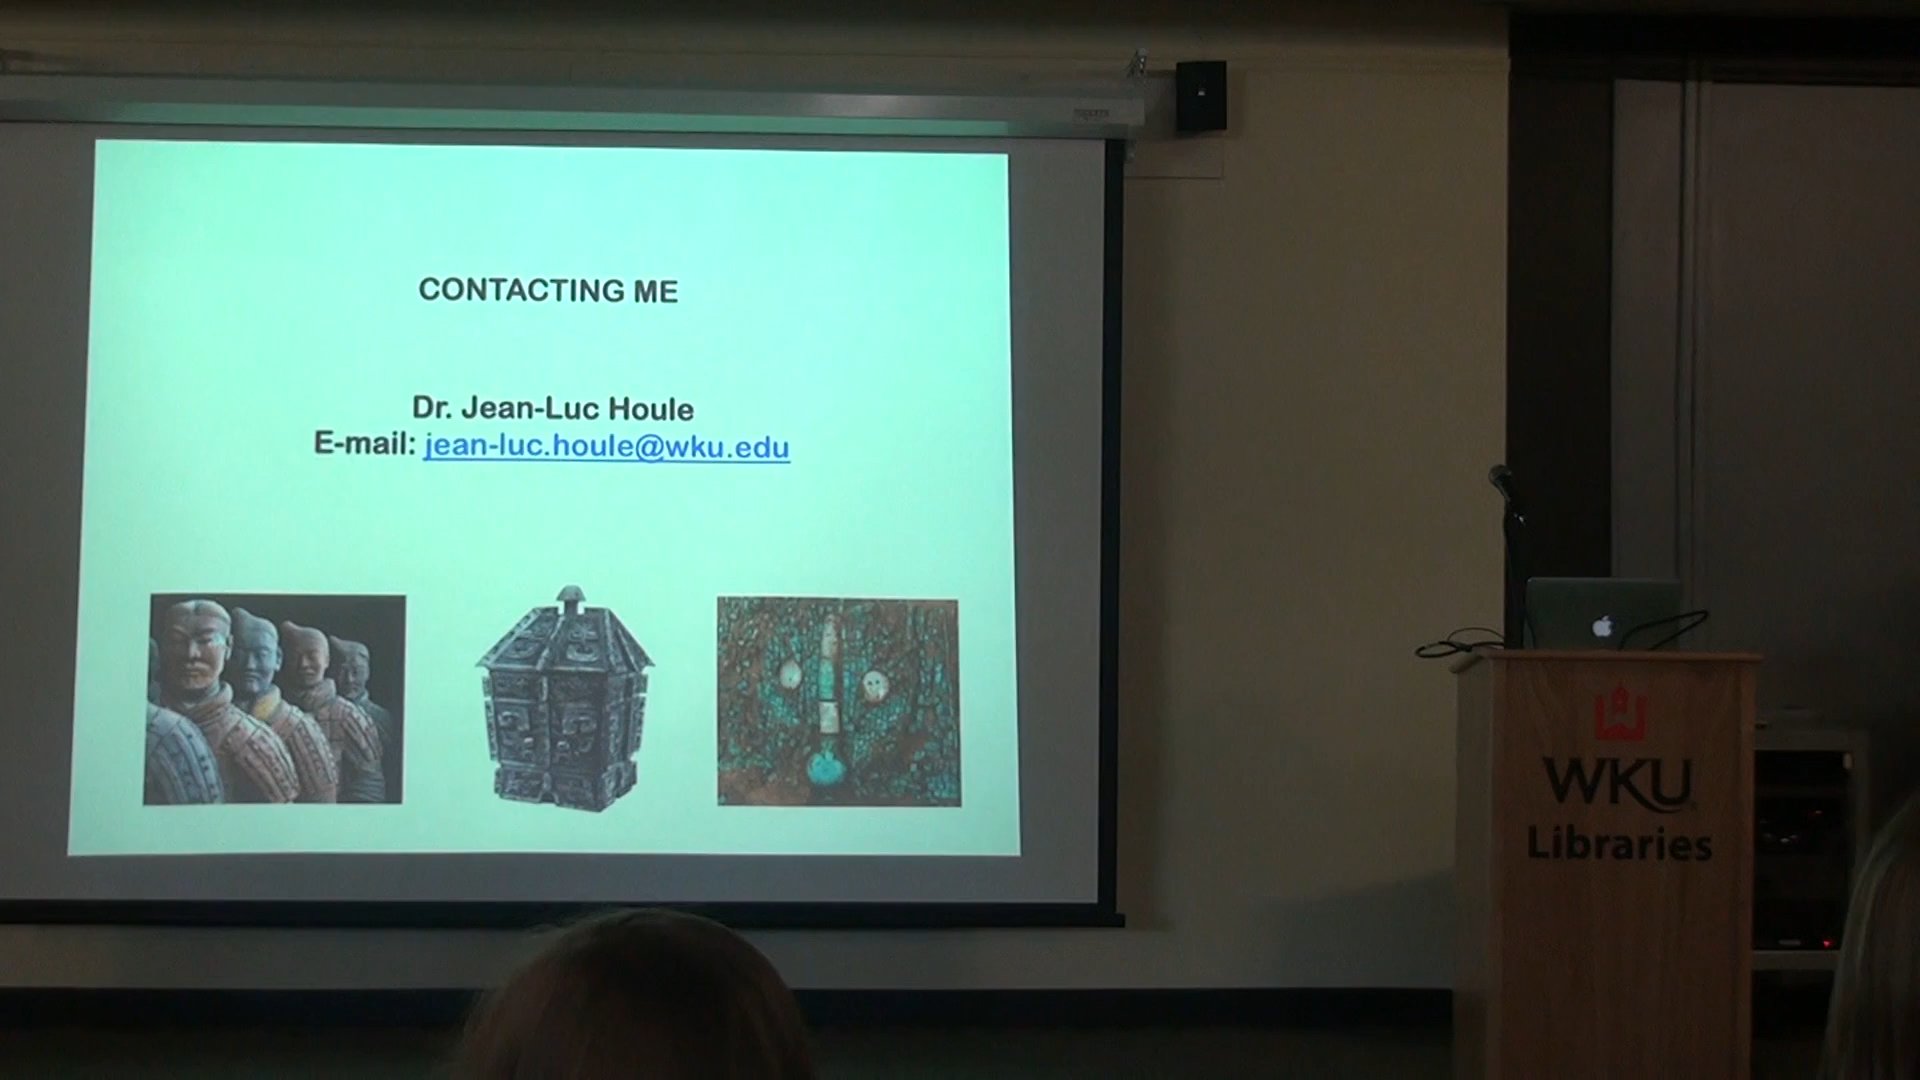 CONTACTING ME
Dr. Jean-Luc Houle
E-mail: jean-luc.houle@wku.edu
WKU
Libraries